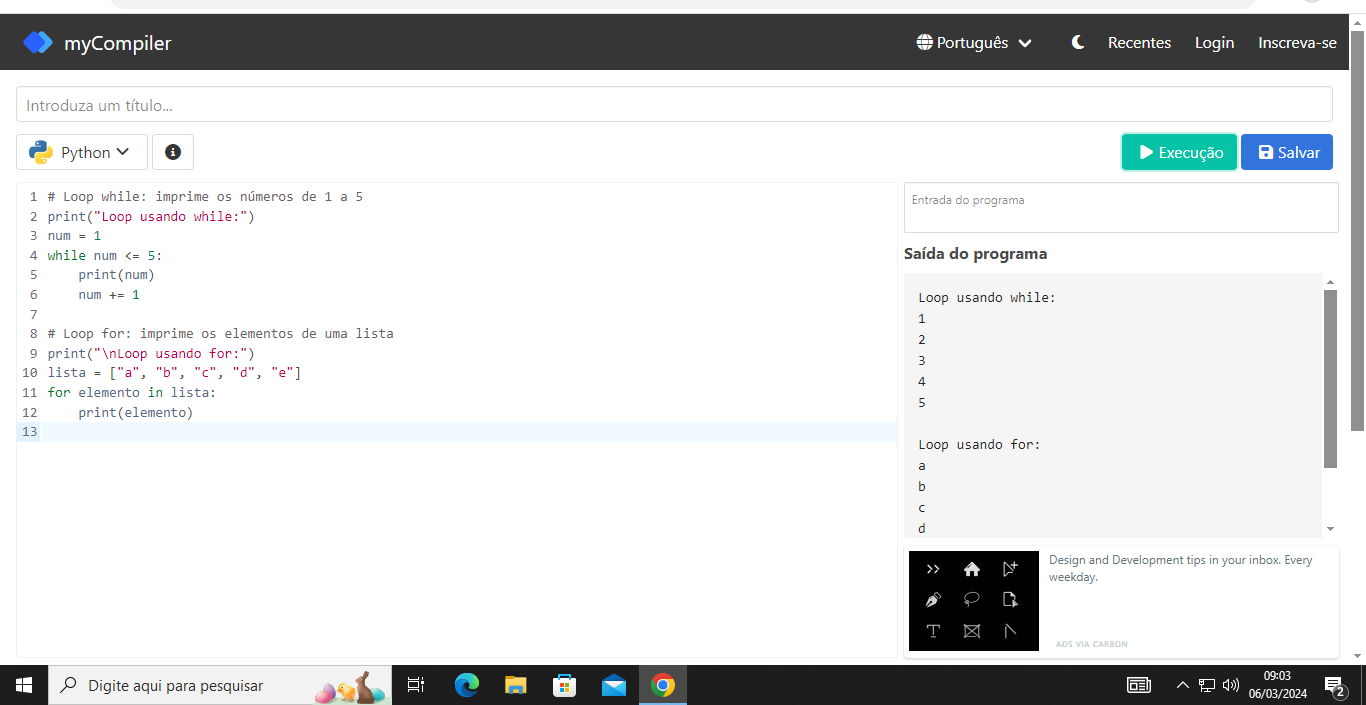 myCompiler
Português
Recentes
Login
Inscreva-se
Introduza um título...
Python
Execução
Salvar
1 # Loop while: imprime os números de 1 a 5
2 print("Loop usando while:")
3 num = 1
4 while num <= 5:
5     print(num)
6     num += 1
7
8 # Loop for: imprime os elementos de uma lista
9 print("\nLoop usando for:")
10 lista = ["a", "b", "c", "d", "e"]
11 for elemento in lista:
12     print(elemento)
13
Entrada do programa
Saída do programa
Loop usando while:
1
2
3
4
5
Loop usando for:
a
b
c
d
Design and Development tips in your inbox. Every
weekday.
ADS VIA CARBON
Digite aqui para pesquisar
09:03
06/03/2024
2